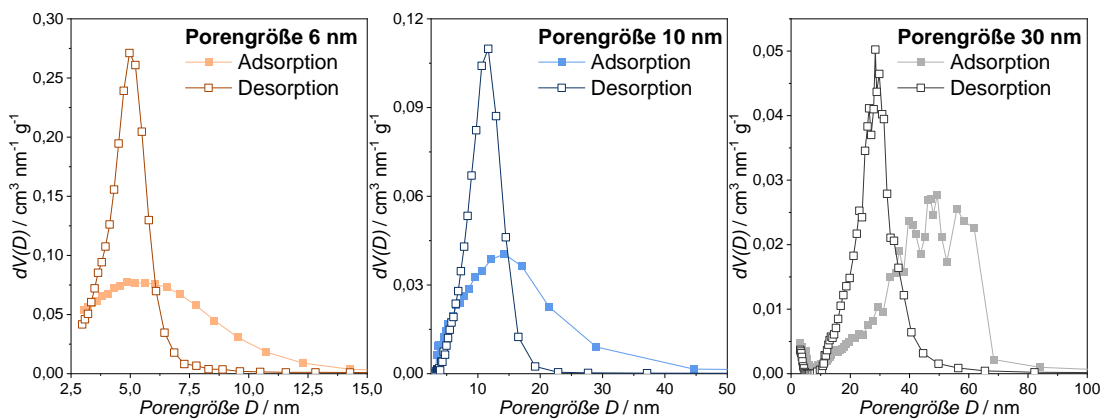 Porengröße 6 nm
Adsorption
Desorption
dV(D) / cm³ nm⁻¹ g⁻¹
0,30
0,25
0,20
0,15
0,10
0,05
0,00
2,5 5,0 7,5 10,0 12,5 15,0
Porengröße D / nm
Porengröße 10 nm
Adsorption
Desorption
dV(D) / cm³ nm⁻¹ g⁻¹
0,12
0,09
0,06
0,03
0,00
10 20 30 40 50
Porengröße D / nm
Porengröße 30 nm
Adsorption
Desorption
dV(D) / cm³ nm⁻¹ g⁻¹
0,05
0,04
0,03
0,02
0,01
0,00
0 20 40 60 80 100
Porengröße D / nm